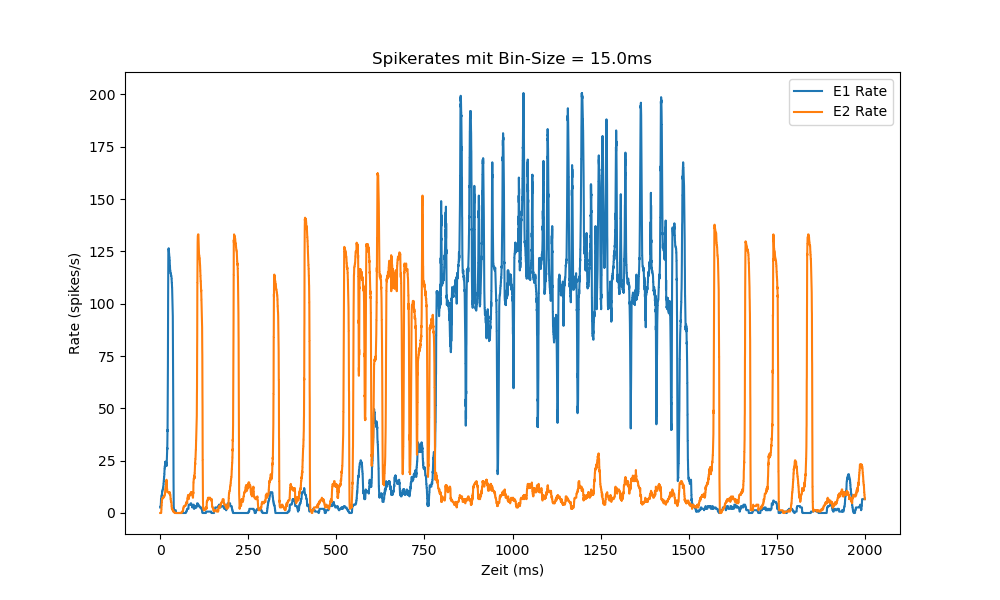 Spikerates mit Bin-Size = 15.0ms
E1 Rate
E2 Rate
Rate (spikes/s)
200
175
150
125
100
75
50
25
0
0 250 500 750 1000 1250 1500 1750 2000
Zeit (ms)